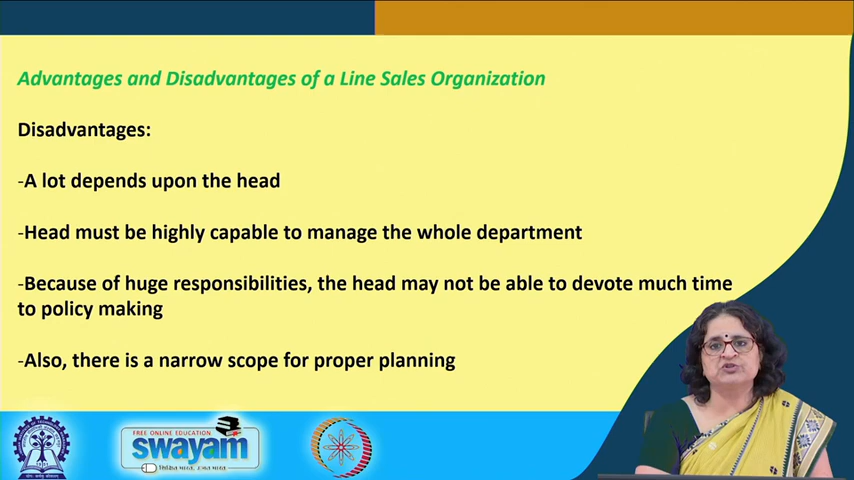 Advantages and Disadvantages of a Line Sales Organization
Disadvantages:
-A lot depends upon the head
-Head must be highly capable to manage the whole department
-Because of huge responsibilities, the head may not be able to devote much time
to policy making
-Also, there is a narrow scope for proper planning
FREE ONLINE EDUCATION
swayam